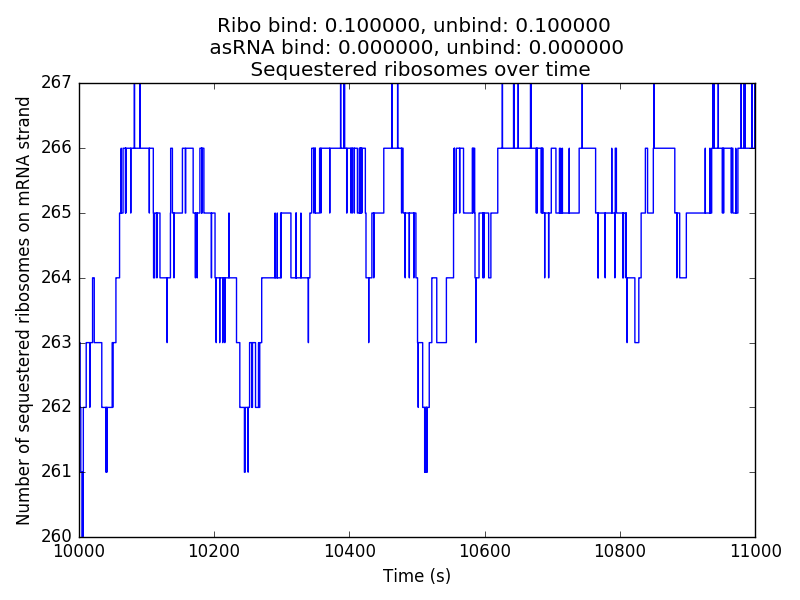 Ribo bind: 0.100000, unbind: 0.100000
asRNA bind: 0.000000, unbind: 0.000000
Sequestered ribosomes over time
Number of sequestered ribosomes on mRNA strand
267
266
265
264
263
262
261
260
10000 10200 10400 10600 10800 11000
Time (s)